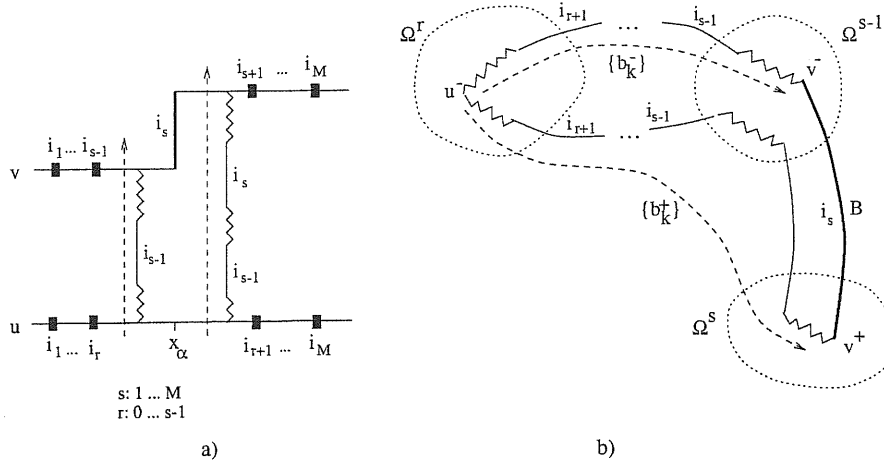 i_{s+1} ... i_M
i_s
i_1 ... i_{s-1}
v
i_s
i_{s-1}
i_{s-1}
u
i_1 ... i_r
x_α
i_{r+1} ... i_M
s: 1 ... M
r: 0 ... s-1
a)
Ω^r
i_{r+1} ... i_{s-1}
Ω^{s-1}
{b_k^-}
u^-
v^-
i_{r+1} ... i_{s-1}
{b_k^+}
i_s B
Ω^s
v^+
b)